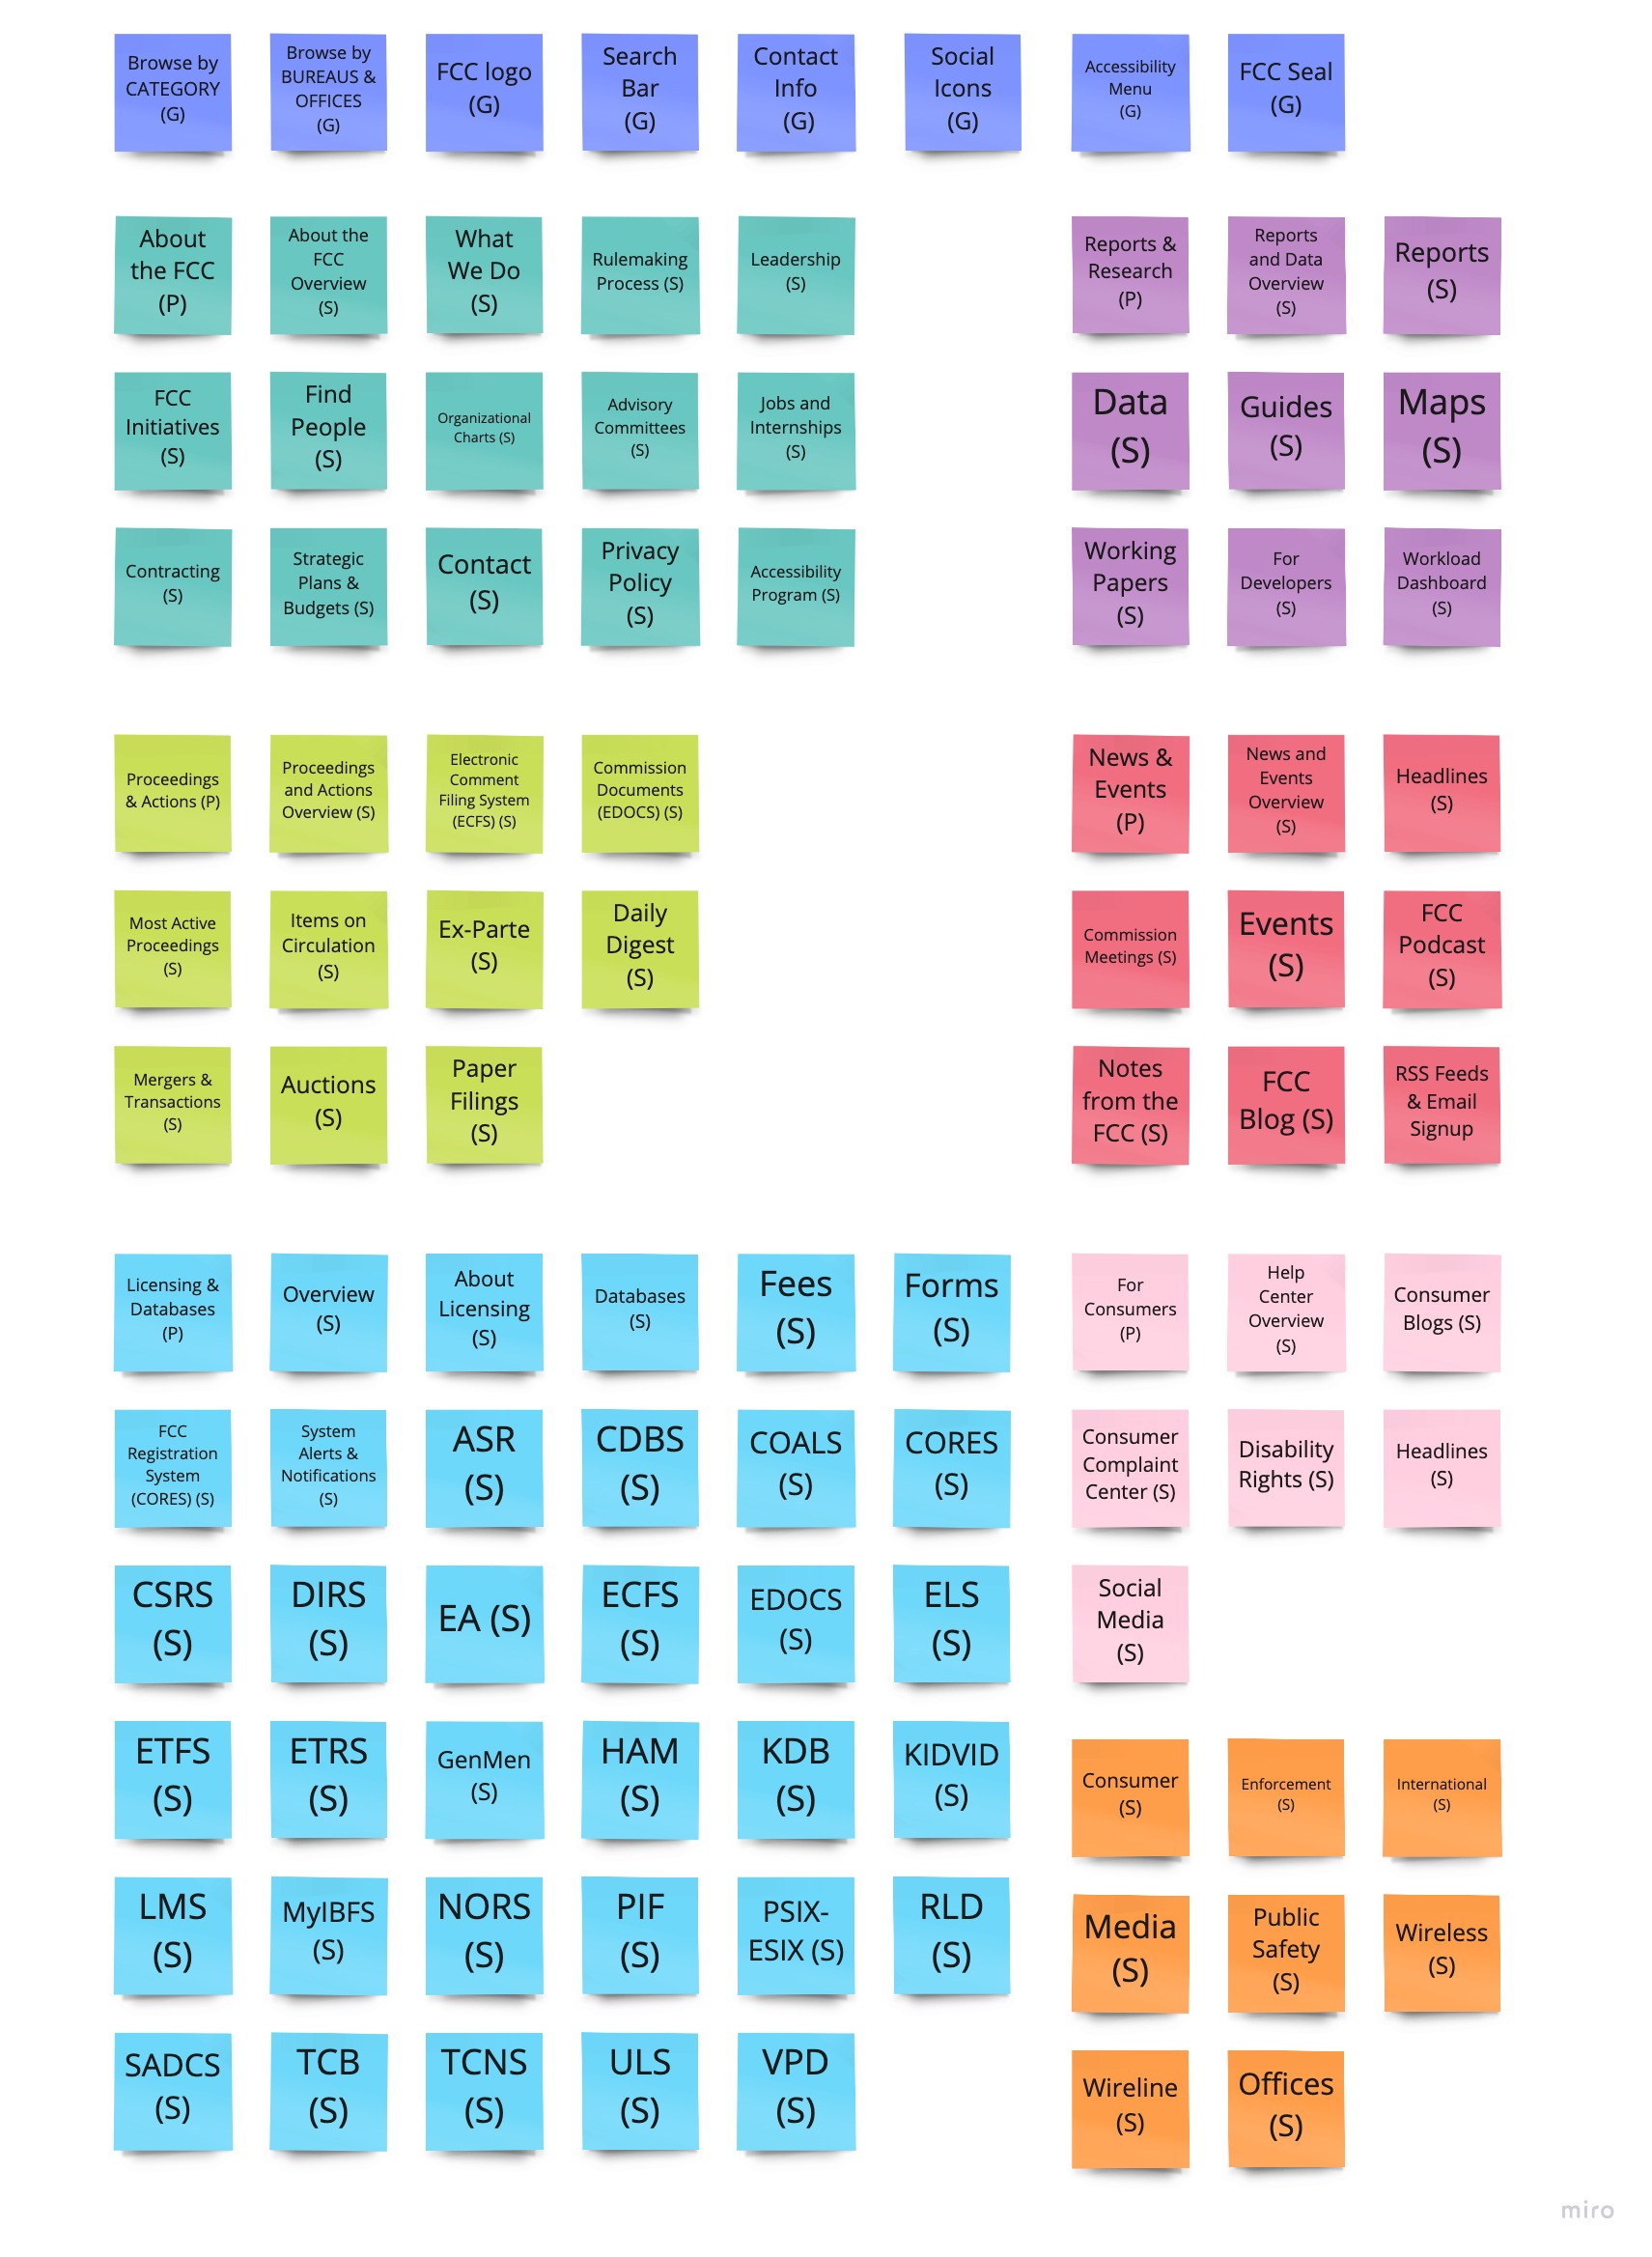 Browse by
CATEGORY
(G)
Browse by
BUREAUS &
OFFICES
(G)
FCC logo
(G)
Search
Bar
(G)
Contact
Info
(G)
Social
Icons
(G)
Accessibility
Menu
(G)
FCC Seal
(G)
About
the FCC
(P)
About the
FCC
Overview
(S)
What
We Do
(S)
Rulemaking
Process (S)
Leadership
(S)
FCC
Initiatives
(S)
Find
People
(S)
Organizational
Charts (S)
Advisory
Committees
(S)
Jobs and
Internships
(S)
Contracting
(S)
Strategic
Plans &
Budgets (S)
Contact
(S)
Privacy
Policy
(S)
Accessibility
Program (S)
Reports &
Research
(P)
Reports
and Data
Overview
(S)
Reports
(S)
Data
(S)
Guides
(S)
Maps
(S)
Working
Papers
(S)
For
Developers
(S)
Workload
Dashboard
(S)
Proceedings
& Actions (P)
Proceedings
and Actions
Overview (S)
Electronic
Comment
Filing System
(ECFS) (S)
Commission
Documents
(EDOCS) (S)
Most Active
Proceedings
(S)
Items on
Circulation
(S)
Ex-Parte
(S)
Daily
Digest
(S)
Mergers &
Transactions
(S)
Auctions
(S)
Paper
Filings
(S)
News &
Events
(P)
News and
Events
Overview
(S)
Headlines
(S)
Commission
Meetings (S)
Events
(S)
FCC
Podcast
(S)
Notes
from the
FCC (S)
FCC
Blog (S)
RSS Feeds
& Email
Signup
Licensing &
Databases
(P)
Overview
(S)
About
Licensing
(S)
Databases
(S)
Fees
(S)
Forms
(S)
FCC
Registration
System
(CORES) (S)
System
Alerts &
Notifications
(S)
ASR
(S)
CDBS
(S)
COALS
(S)
CORES
(S)
CSRS
(S)
DIRS
(S)
EA (S)
ECFS
(S)
EDOCS
(S)
ELS
(S)
ETFS
(S)
ETRS
(S)
GenMen
(S)
HAM
(S)
KDB
(S)
KIDVID
(S)
LMS
(S)
MyIBFS
(S)
NORS
(S)
PIF
(S)
PSIX-
ESIX (S)
RLD
(S)
SADCS
(S)
TCB
(S)
TCNS
(S)
ULS
(S)
VPD
(S)
For
Consumers
(P)
Help
Center
Overview
(S)
Consumer
Blogs (S)
Consumer
Complaint
Center (S)
Disability
Rights (S)
Headlines
(S)
Social
Media
(S)
Consumer
(S)
Enforcement
(S)
International
(S)
Media
(S)
Public
Safety
(S)
Wireless
(S)
Wireline
(S)
Offices
(S)
miro